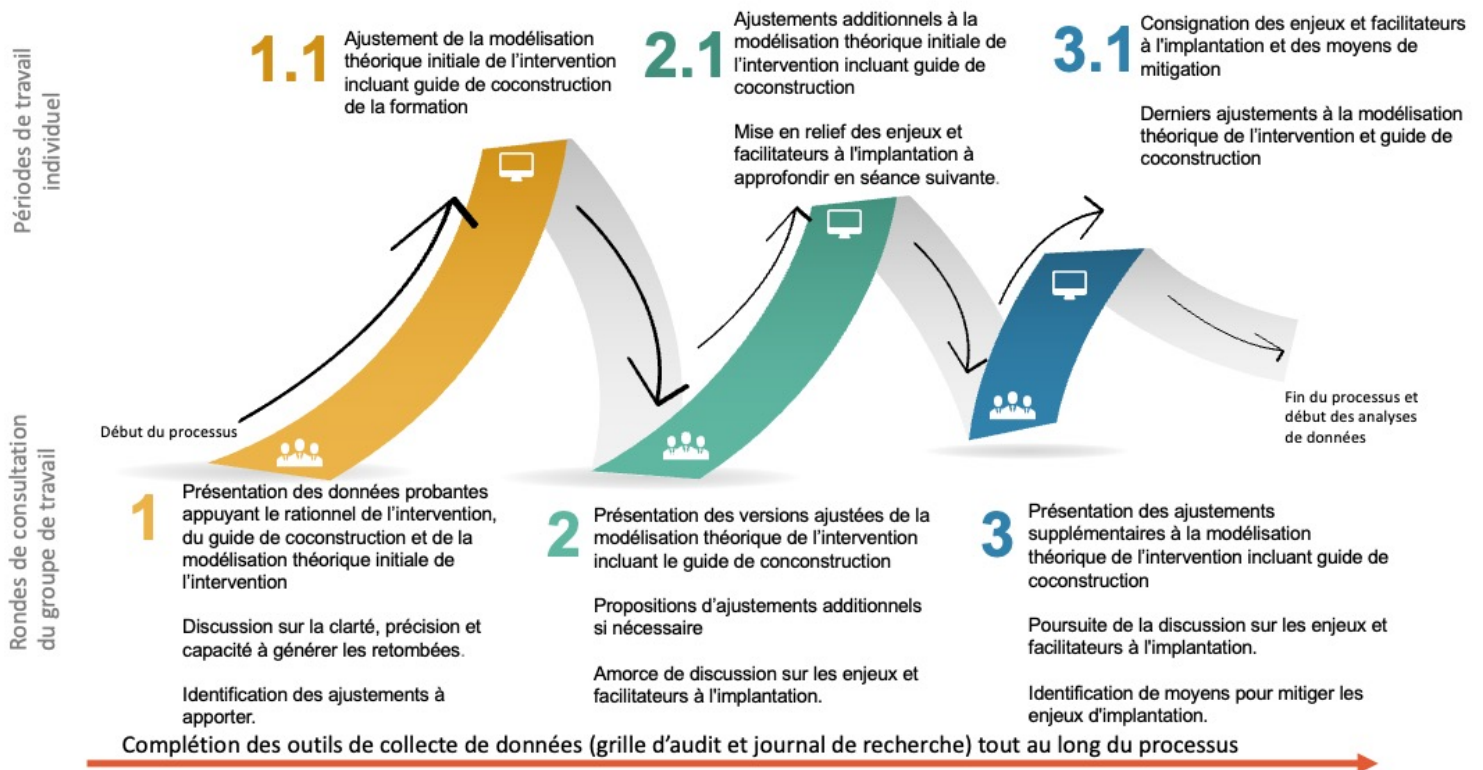 Périodes de travail
individuel
1.1
Ajustement de la modélisation
théorique initiale de l’intervention
incluant guide de coconstruction
de la formation
2.1
Ajustements additionnels à la
modélisation théorique initiale de
l’intervention incluant guide de
coconstruction
Mise en relief des enjeux et
facilitateurs à l'implantation à
approfondir en séance suivante.
3.1
Consignation des enjeux et facilitateurs
à l'implantation et des moyens de
mitigation
Derniers ajustements à la modélisation
théorique de l’intervention et guide de
coconstruction
Début du processus
Fin du processus et
début des analyses
de données
Rondes de consultation
du groupe de travail
1
Présentation des données probantes
appuyant le rationnel de l’intervention,
du guide de coconstruction et de la
modélisation théorique initiale de
l’intervention
Discussion sur la clarté, précision et
capacité à générer les retombées.
Identification des ajustements à
apporter.
2
Présentation des versions ajustées de la
modélisation théorique de l’intervention
incluant le guide de conconstruction
Propositions d’ajustements additionnels
si nécessaire
Amorce de discussion sur les enjeux et
facilitateurs à l'implantation.
3
Présentation des ajustements
supplémentaires à la modélisation
théorique de l’intervention incluant guide de
coconstruction
Poursuite de la discussion sur les enjeux et
facilitateurs à l'implantation.
Identification de moyens pour mitiger les
enjeux d'implantation.
Complétion des outils de collecte de données (grille d’audit et journal de recherche) tout au long du processus